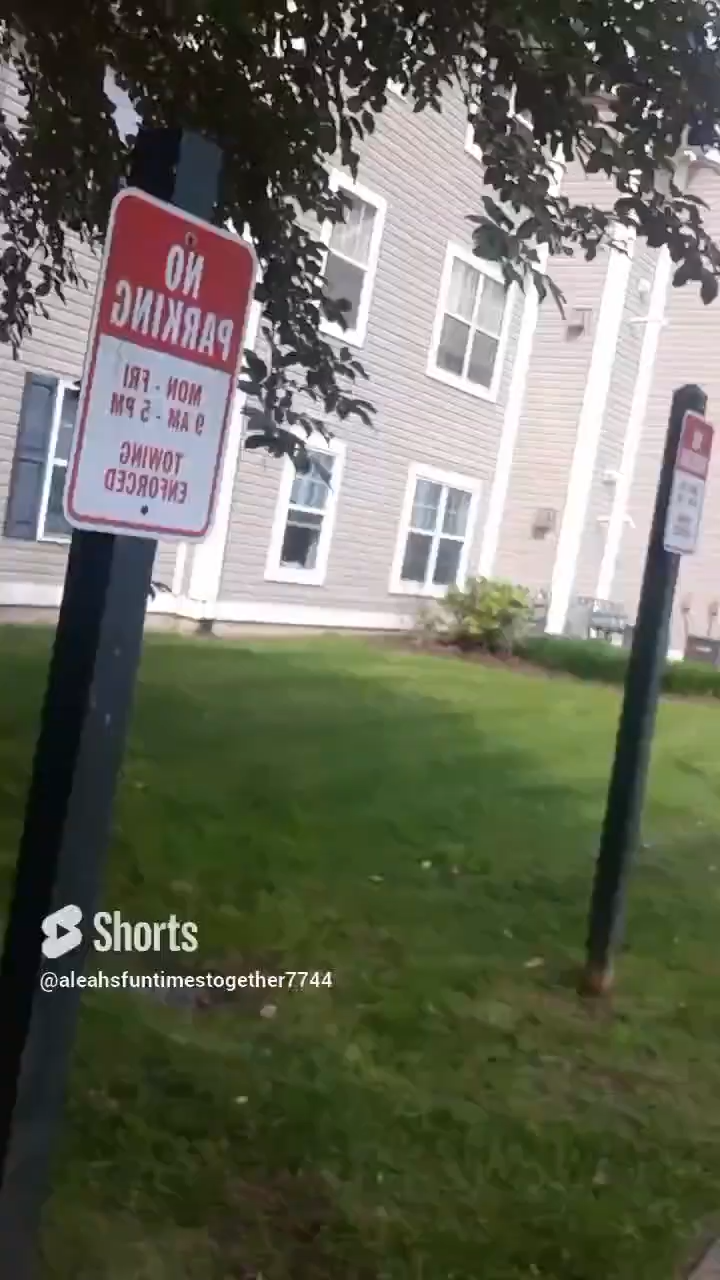 NO
PARKING
MON - FRI
9 AM - 5 PM
TOWING
ENFORCED
Shorts
@aleahsfuntimestogether7744